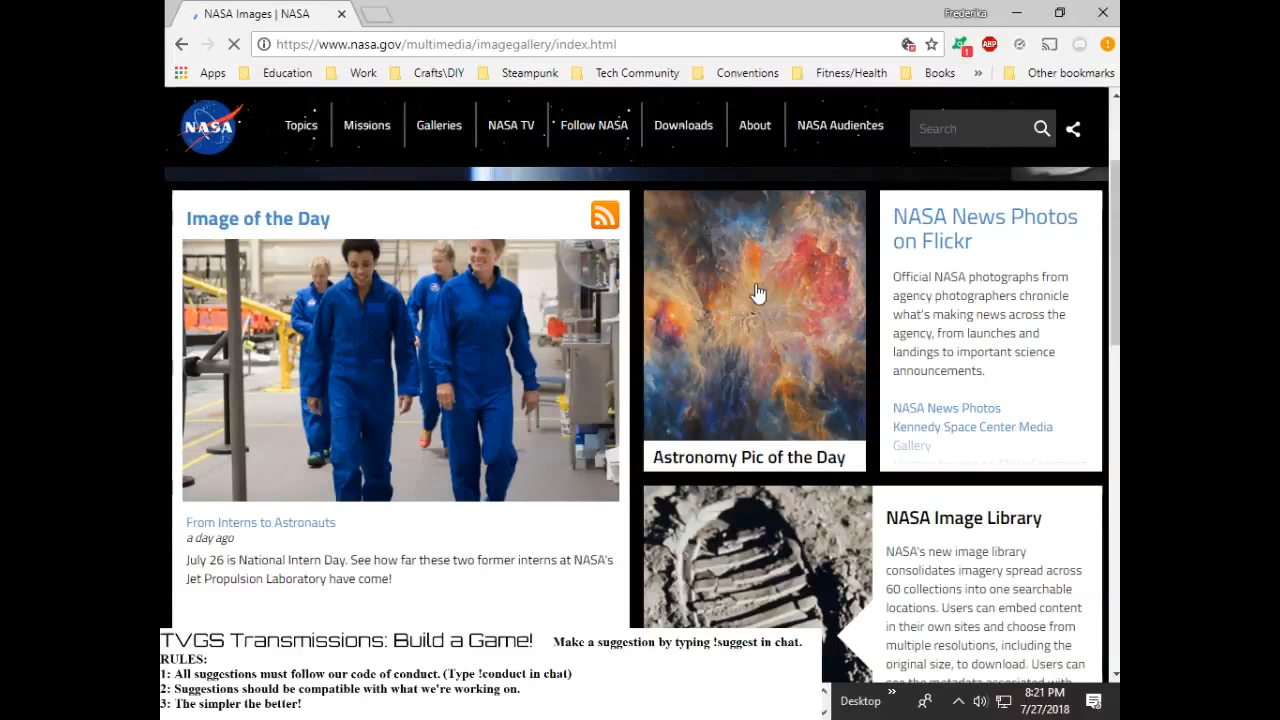 NASA Images | NASA
Frederika
https://www.nasa.gov/multimedia/imagegallery/index.html
ABP
1
Apps Education Work Crafts\DIY Steampunk Tech Community Conventions Fitness/Health Books » Other bookmarks
NASA
Topics Missions Galleries NASA TV Follow NASA Downloads About NASA Audiences
Search
Image of the Day
From Interns to Astronauts
a day ago
July 26 is National Intern Day. See how far these two former interns at NASA's
Jet Propulsion Laboratory have come!
Astronomy Pic of the Day
NASA News Photos
on Flickr
Official NASA photographs from
agency photographers chronicle
what's making news across the
agency, from launches and
landings to important science
announcements.
NASA News Photos
Kennedy Space Center Media
Gallery
NASA Image Library
NASA's new image library
consolidates imagery spread across
60 collections into one searchable
locations. Users can embed content
in their own sites and choose from
multiple resolutions, including the
original size, to download. Users can
see the metadata associated with
TVGS Transmissions: Build a Game! Make a suggestion by typing !suggest in chat.
RULES:
1: All suggestions must follow our code of conduct. (Type !conduct in chat)
2: Suggestions should be compatible with what we're working on.
3: The simpler the better!
Desktop »
8:21 PM
7/27/2018